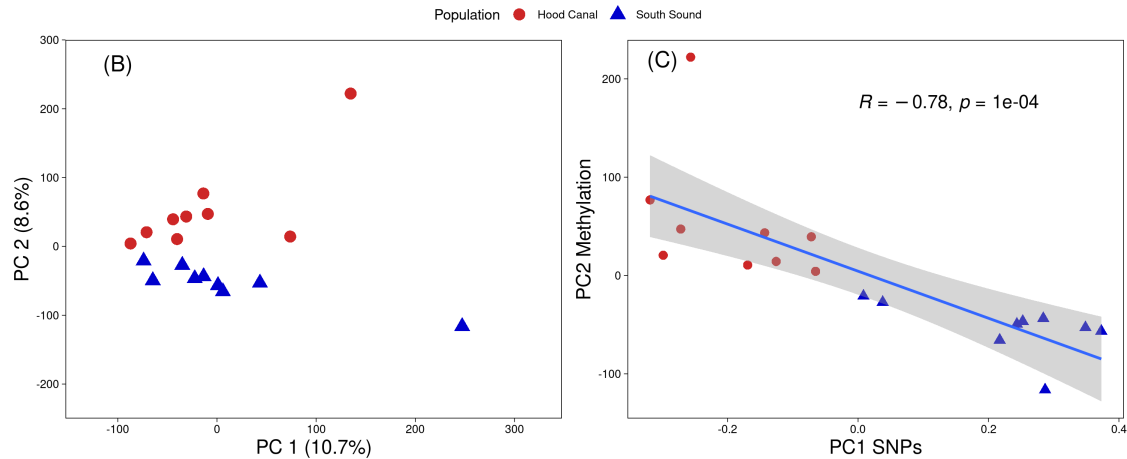 Population Hood Canal South Sound
(B)
300
200
100
0
-100
-200
PC 2 (8.6%)
-100 0 100 200 300
PC 1 (10.7%)
(C)
R = −0.78, p = 1e-04
200
100
0
-100
PC2 Methylation
-0.2 0.0 0.2 0.4
PC1 SNPs